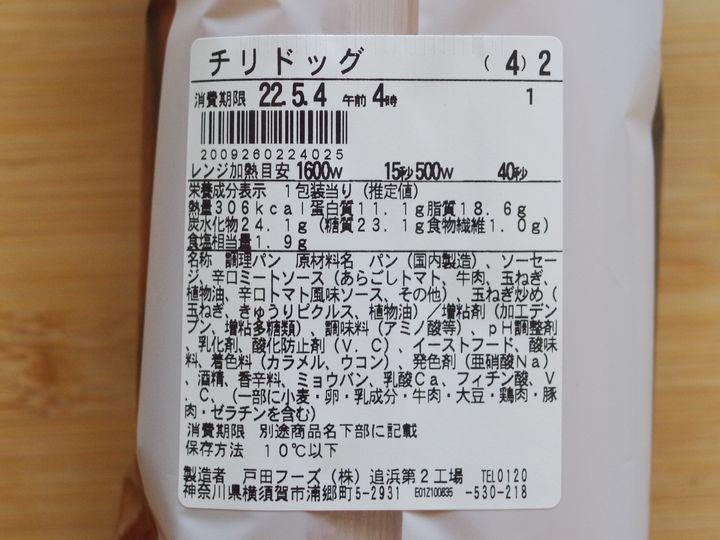 チリドッグ (4) 2
消費期限 22.5.4 午前 4時 1
2009260224025
レンジ加熱目安 1600W 15秒 500W 40秒
栄養成分表示 1包装当り(推定値)
熱量306kcal蛋白質11.1g脂質18.6g
炭水化物24.1g(糖質23.1g食物繊維1.0g)
食塩相当量1.9g
名称 調理パン 原材料名 パン(国内製造)、ソーセー
ジ、辛口ミートソース(あらごしトマト、牛肉、玉ねぎ、
植物油、辛口トマト風味ソース、その他)、玉ねぎ炒め(
玉ねぎ、きゅうりピクルス、植物油)/増粘剤(加工デン
プン、増粘多糖類)、調味料(アミノ酸等)、pH調整剤
、乳化剤、酸化防止剤(V.C)、イーストフード、酸味
料、着色料(カラメル、ウコン)、発色剤(亜硝酸Na)
、酒精、香辛料、ミョウバン、乳酸Ca、フィチン酸、V.
C、(一部に小麦・卵・乳成分・牛肉・大豆・鶏肉・豚
肉・ゼラチンを含む)
消費期限 別途商品名下部に記載
保存方法 10℃以下
製造者 戸田フーズ(株)追浜第2工場 TEL0120
神奈川県横須賀市浦郷町5-2931 E01Z100835 -530-218